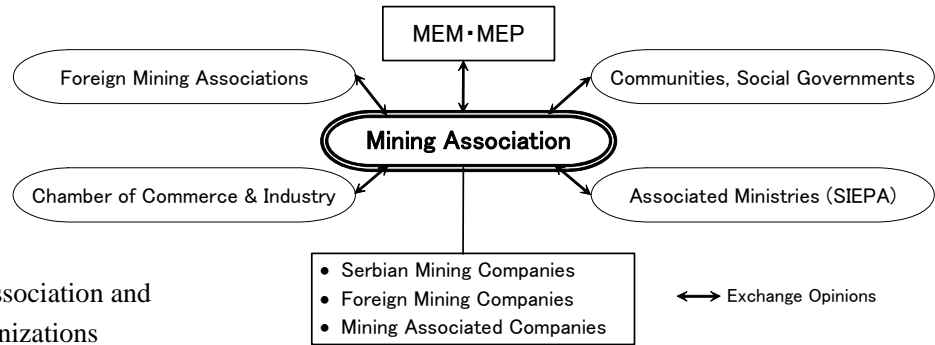 MEM・MEP
Foreign Mining Associations
Communities, Social Governments
Mining Association
Chamber of Commerce & Industry
Associated Ministries (SIEPA)
• Serbian Mining Companies
• Foreign Mining Companies
• Mining Associated Companies
Exchange Opinions
ssociation and
nizations